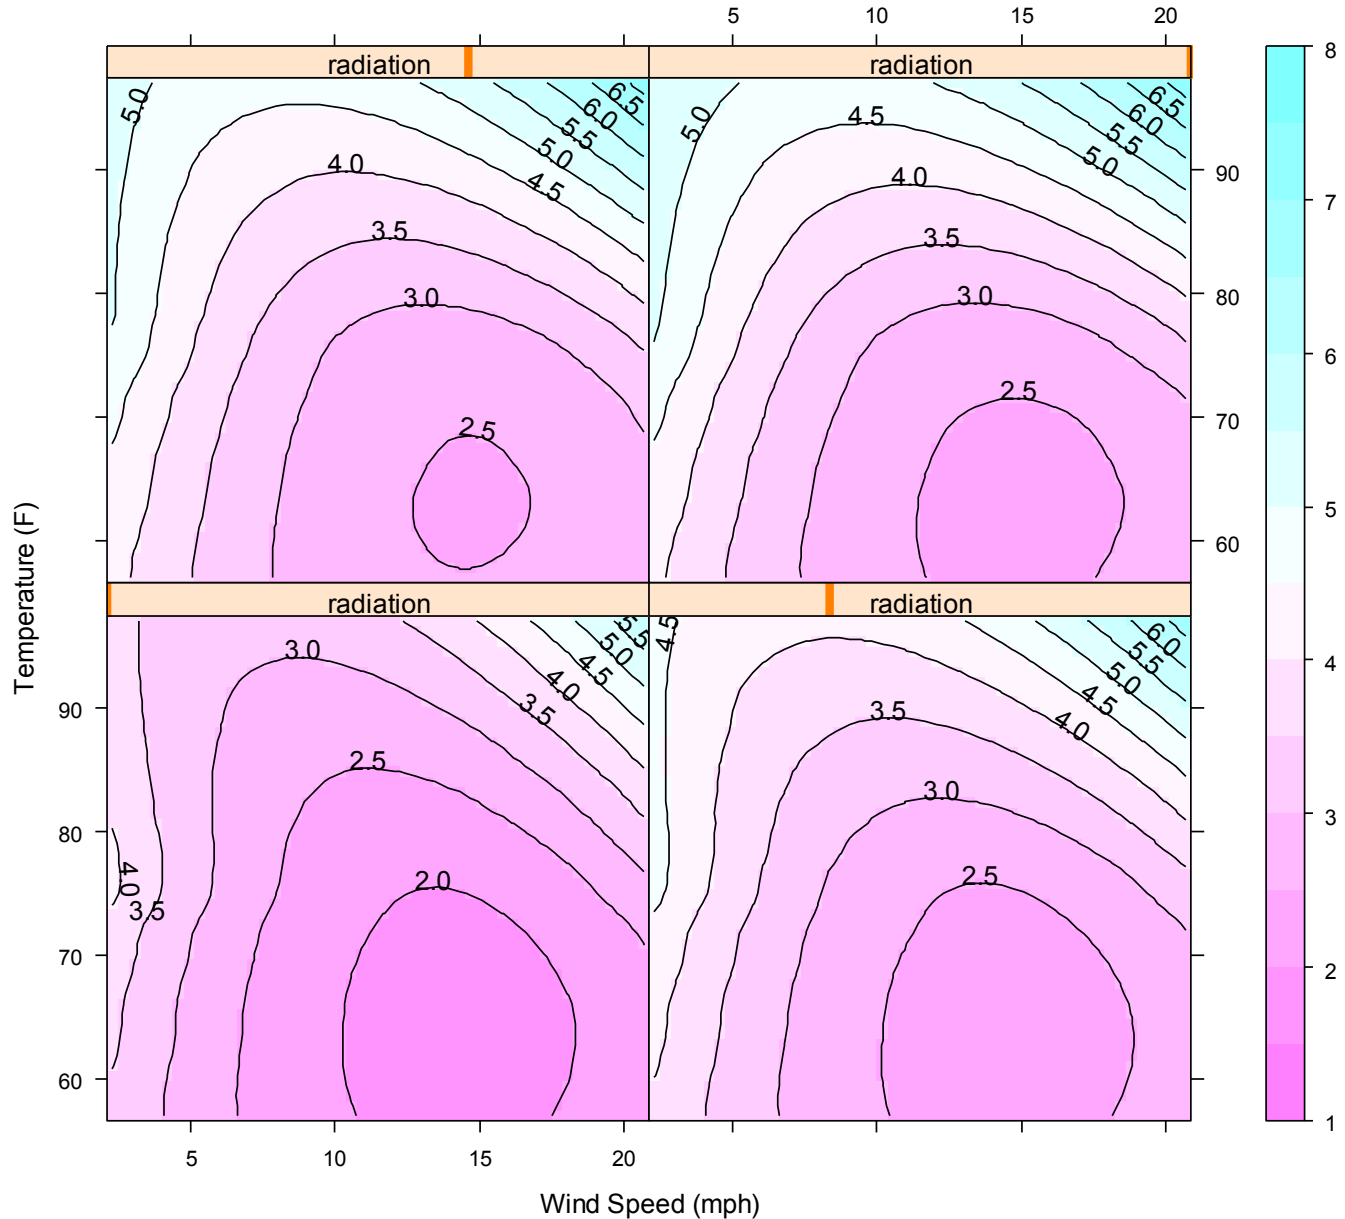 5 10 15 20
radiation radiation
5.0 6.5 6.0 5.5 5.0 4.5 4.0 3.5 3.0 2.5
5.0 4.5 6.5 6.0 5.5 5.0 4.0 3.5 3.0 2.5
90
80
70
60
radiation radiation
3.0 5.5 5.0 4.5 4.0 3.5 2.5 4.0 3.5 2.0
4.5 6.0 5.5 5.0 4.5 4.0 3.5 3.0 2.5
90
80
70
60
5 10 15 20
Temperature (F)
Wind Speed (mph)
8
7
6
5
4
3
2
1